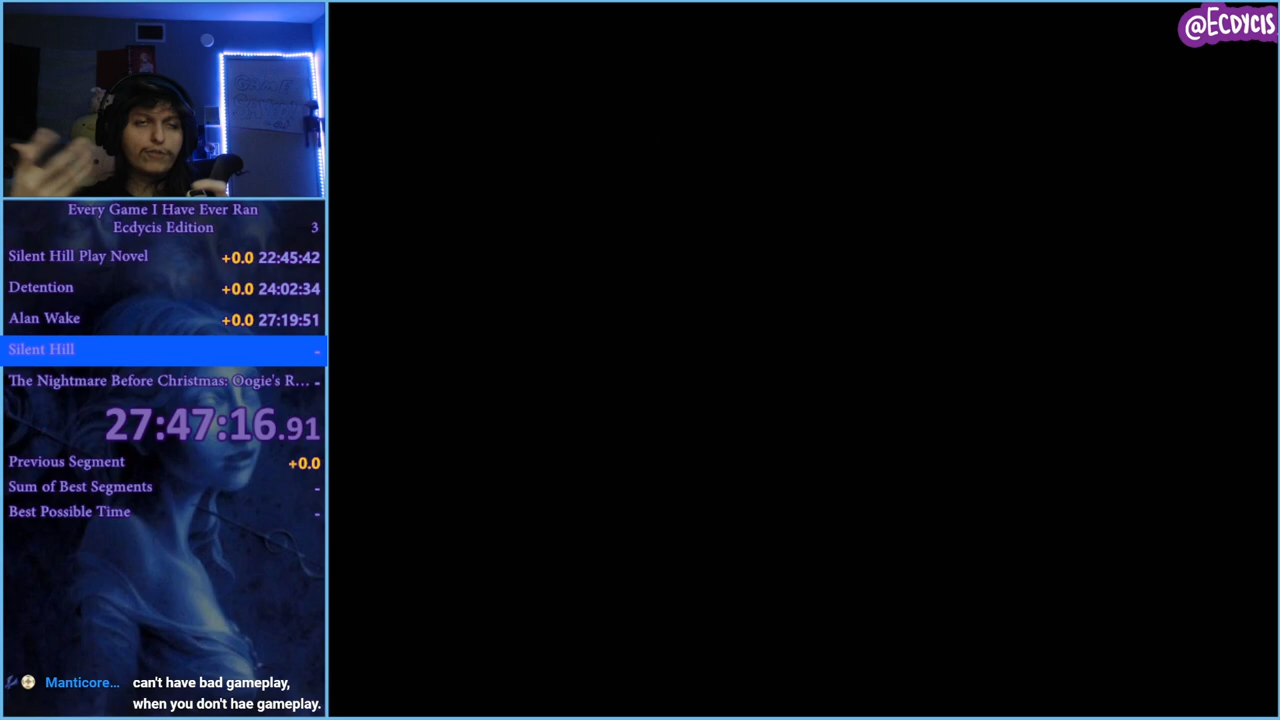 @ECDYCIS
GAME
Every Game I Have Ever Ran
Ecdycis Edition 3
Silent Hill Play Novel +0.0 22:45:42
Detention +0.0 24:02:34
Alan Wake +0.0 27:19:51
Silent Hill -
The Nightmare Before Christmas: Oogie's R... -
27:47:16.91
Previous Segment +0.0
Sum of Best Segments -
Best Possible Time -
Manticore... can't have bad gameplay,
when you don't hae gameplay.